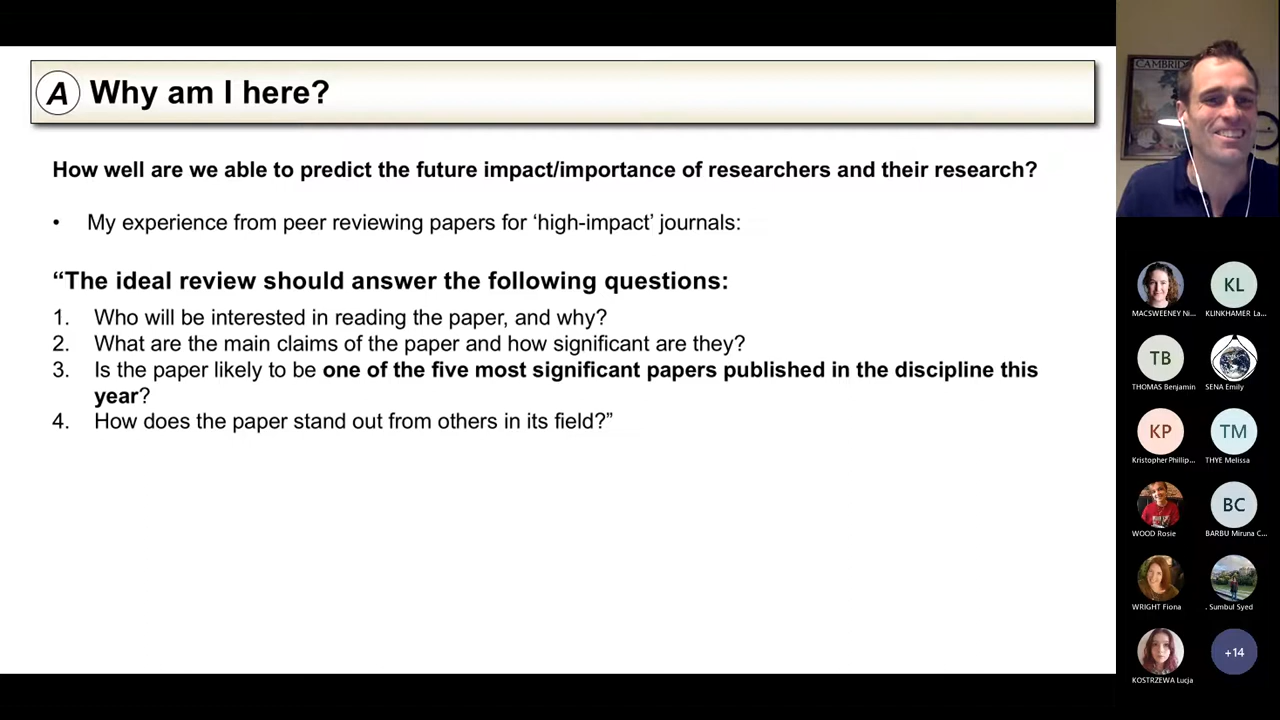 A Why am I here?
How well are we able to predict the future impact/importance of researchers and their research?
• My experience from peer reviewing papers for ‘high-impact’ journals:
“The ideal review should answer the following questions:
1. Who will be interested in reading the paper, and why?
2. What are the main claims of the paper and how significant are they?
3. Is the paper likely to be one of the five most significant papers published in the discipline this
year?
4. How does the paper stand out from others in its field?”
CAMBRIDG
MACSWEENEY Ni...
KL
KLINKHAMER La...
TB
THOMAS Benjamin
SENA Emily
KP
Kristopher Phillip...
TM
THYE Melissa
WOOD Rosie
BC
BARBU Miruna C...
WRIGHT Fiona
. Sumbul Syed
KOSTRZEWA Lucja
+14